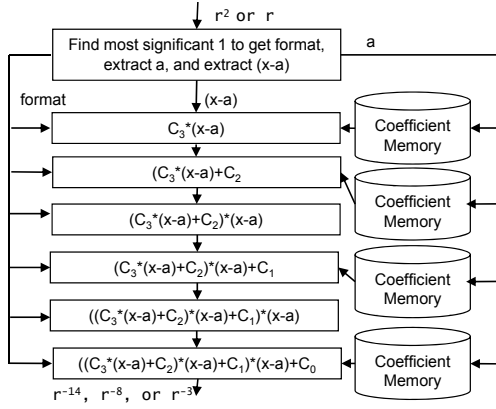 r² or r
Find most significant 1 to get format,
extract a, and extract (x-a)
a
format
(x-a)
C₃*(x-a)
Coefficient
Memory
(C₃*(x-a)+C₂
Coefficient
Memory
(C₃*(x-a)+C₂)*(x-a)
(C₃*(x-a)+C₂)*(x-a)+C₁
Coefficient
Memory
((C₃*(x-a)+C₂)*(x-a)+C₁)*(x-a)
((C₃*(x-a)+C₂)*(x-a)+C₁)*(x-a)+C₀
Coefficient
Memory
r⁻¹⁴, r⁻⁸, or r⁻³